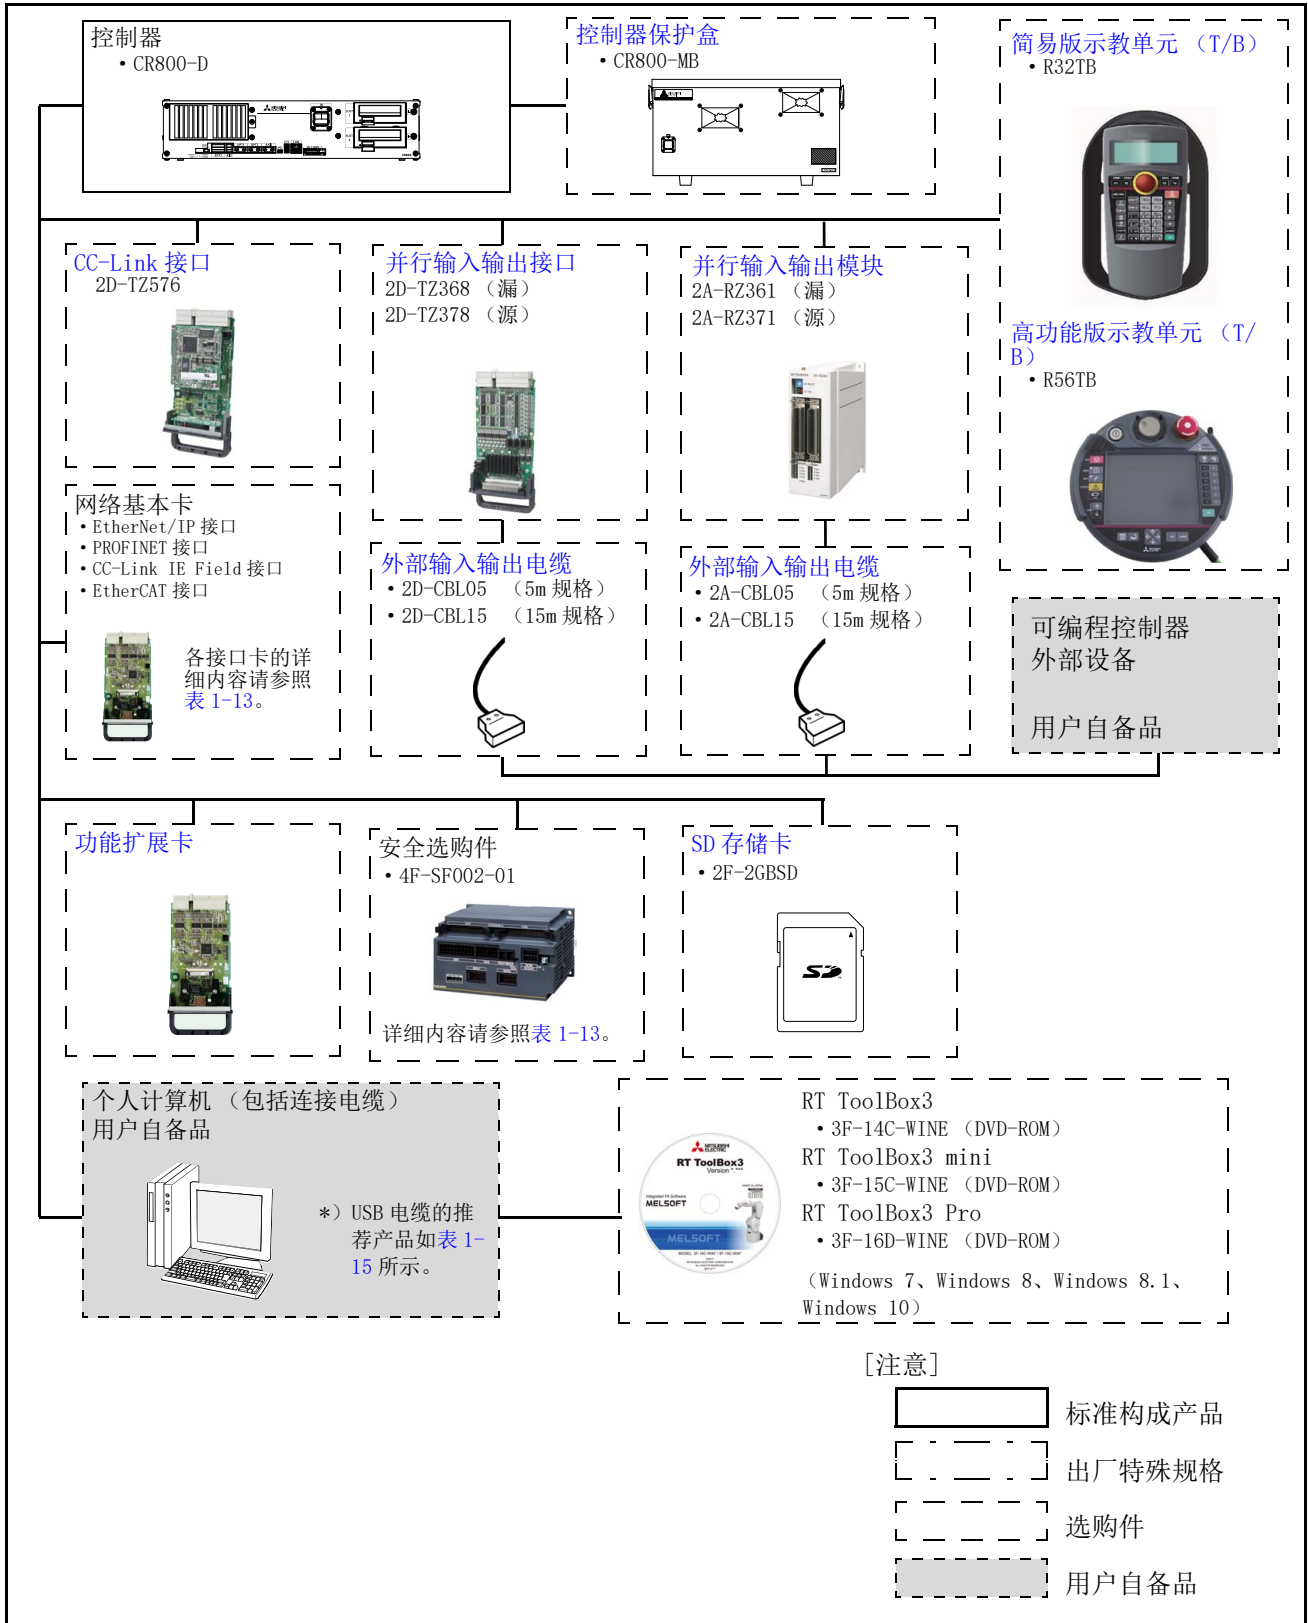 控制器
• CR800-D
控制器保护盒
• CR800-MB
简易版示教单元 （T/B）
• R32TB
高功能版示教单元 （T/
B）
• R56TB
CC-Link 接口
2D-TZ576
并行输入输出接口
2D-TZ368 （漏）
2D-TZ378 （源）
并行输入输出模块
2A-RZ361 （漏）
2A-RZ371 （源）
网络基本卡
• EtherNet/IP 接口
• PROFINET 接口
• CC-Link IE Field 接口
• EtherCAT 接口
各接口卡的详
细内容请参照
表 1-13。
外部输入输出电缆
• 2D-CBL05 （5m 规格）
• 2D-CBL15 （15m 规格）
外部输入输出电缆
• 2A-CBL05 （5m 规格）
• 2A-CBL15 （15m 规格）
可编程控制器
外部设备
用户自备品
功能扩展卡
安全选购件
• 4F-SF002-01
详细内容请参照表 1-13。
SD 存储卡
• 2F-2GBSD
SD
个人计算机 （包括连接电缆）
用户自备品
*） USB 电缆的推
荐产品如表 1-
15 所示。
MITSUBISHI
ELECTRIC
RT ToolBox3
Version *.***
Integrated FA Software
MELSOFT
MELSOFT
RT ToolBox3
• 3F-14C-WINE （DVD-ROM）
RT ToolBox3 mini
• 3F-15C-WINE （DVD-ROM）
RT ToolBox3 Pro
• 3F-16D-WINE （DVD-ROM）
（Windows 7、Windows 8、Windows 8.1、
Windows 10）
［注意］
标准构成产品
出厂特殊规格
选购件
用户自备品